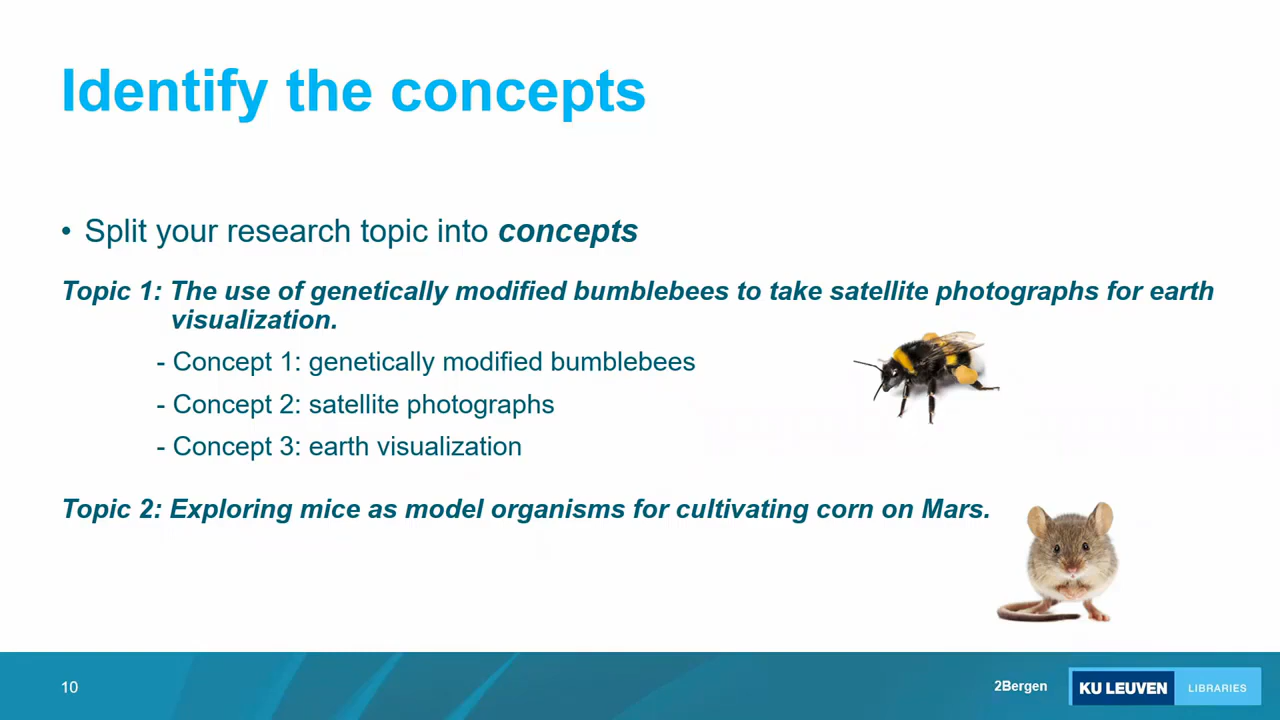 Identify the concepts
• Split your research topic into concepts
Topic 1: The use of genetically modified bumblebees to take satellite photographs for earth
visualization.
- Concept 1: genetically modified bumblebees
- Concept 2: satellite photographs
- Concept 3: earth visualization
Topic 2: Exploring mice as model organisms for cultivating corn on Mars.
10
2Bergen
KU LEUVEN LIBRARIES